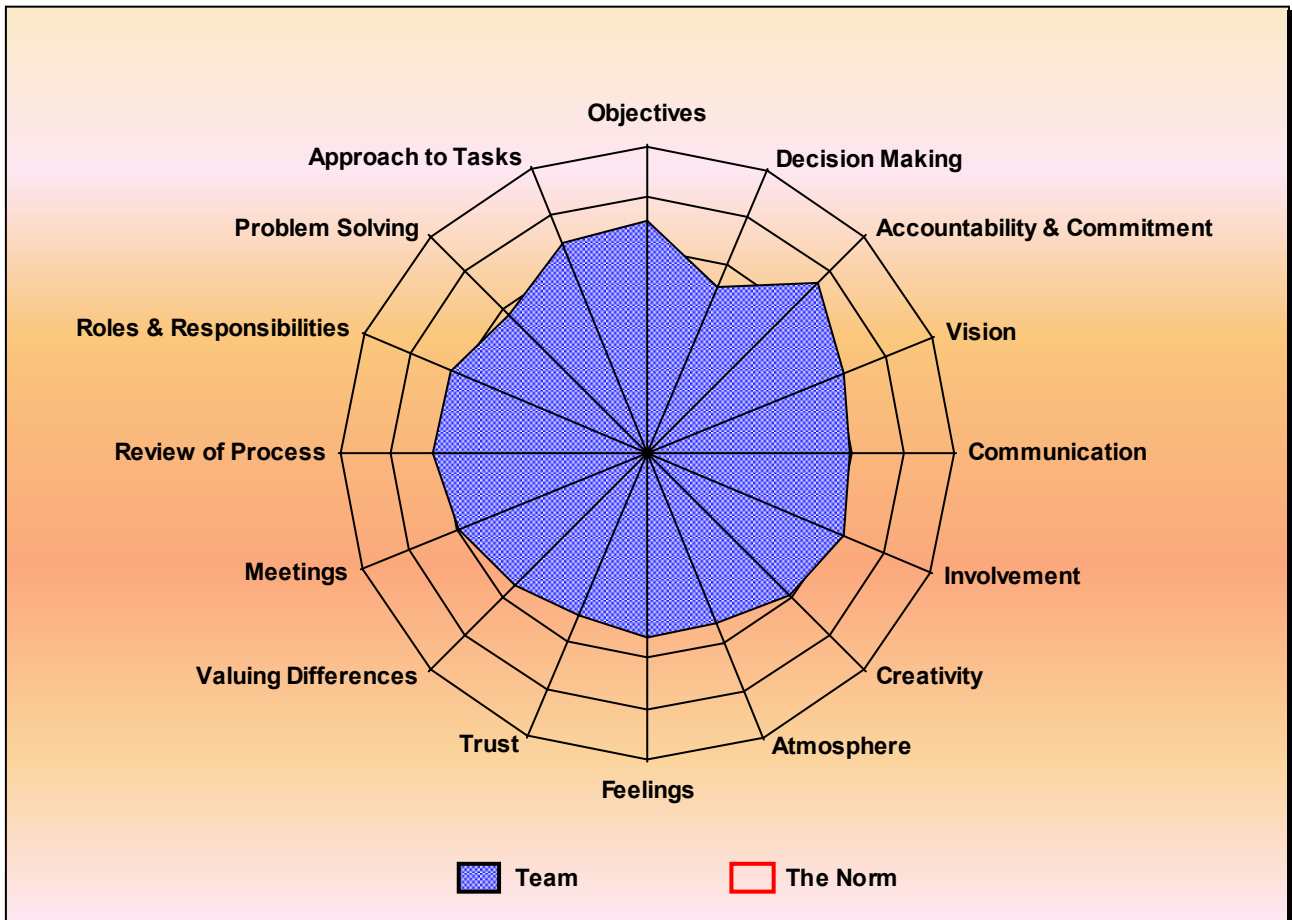 Objectives
Decision Making
Accountability & Commitment
Vision
Communication
Involvement
Creativity
Atmosphere
Feelings
Trust
Valuing Differences
Meetings
Review of Process
Roles & Responsibilities
Problem Solving
Approach to Tasks
Team
The Norm